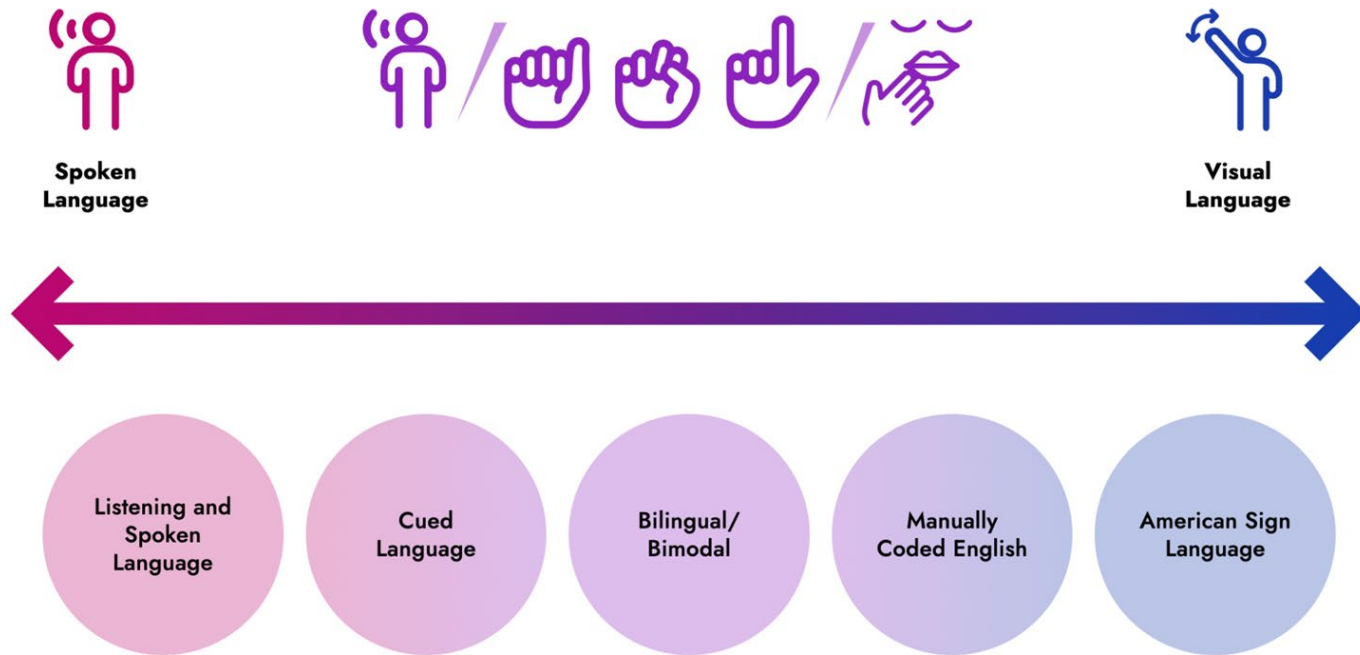 Spoken
Language
Visual
Language
Listening and
Spoken
Language
Cued
Language
Bilingual/
Bimodal
Manually
Coded English
American Sign
Language